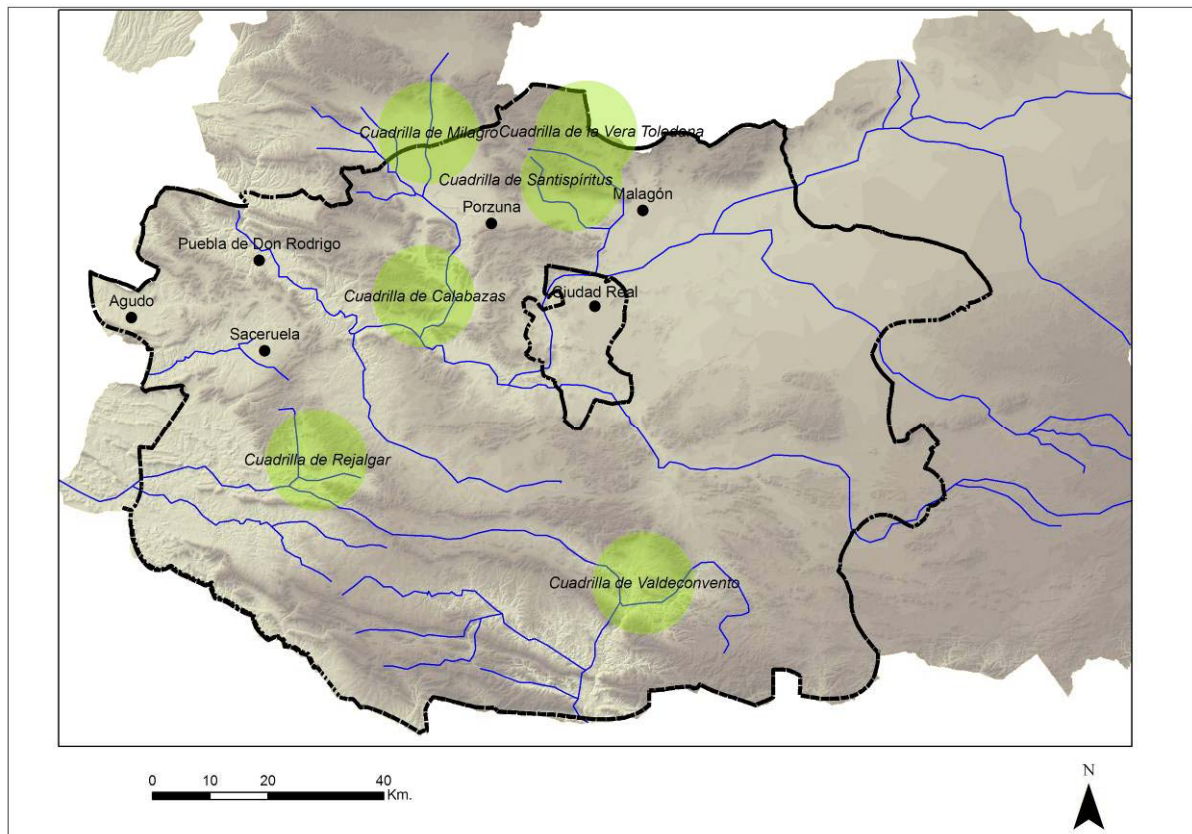 Cuadrilla de Milagro
Cuadrilla de la Vera Toledana
Cuadrilla de Santispíritus
Malagón
Porzuna
Puebla de Don Rodrigo
Cuadrilla de Calabazas
Agudo
Ciudad Real
Saceruela
Cuadrilla de Rejalgar
Cuadrilla de Valdeconvento
0 10 20 40
Km.
N